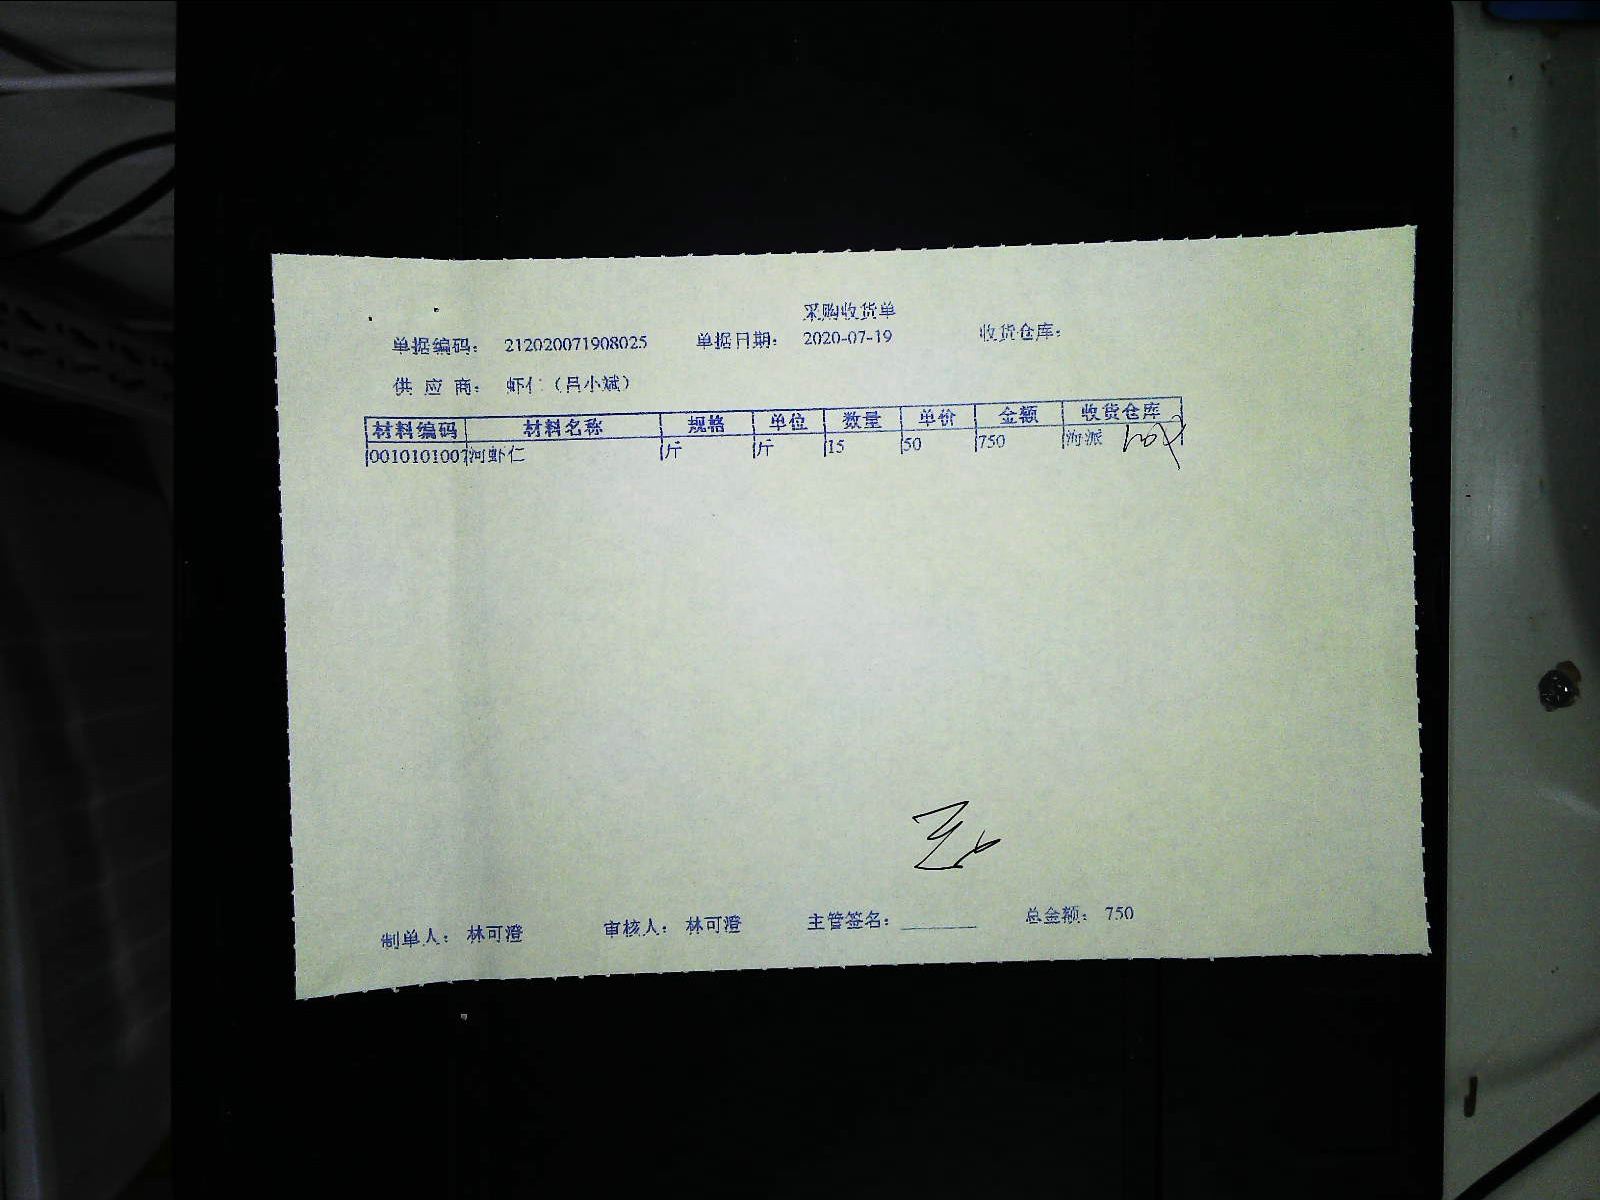 采购收货单
单据编码： 212020071908025 单据日期： 2020-07-19 收货仓库：
供 应 商： 虾仁（吕小斌）
材料编码 材料名称 规格 单位 数量 单价 金额 收货仓库
0010101007 河虾仁 斤 斤 15 50 750 海派
制单人： 林可澄 审核人： 林可澄 主管签名： 总金额： 750